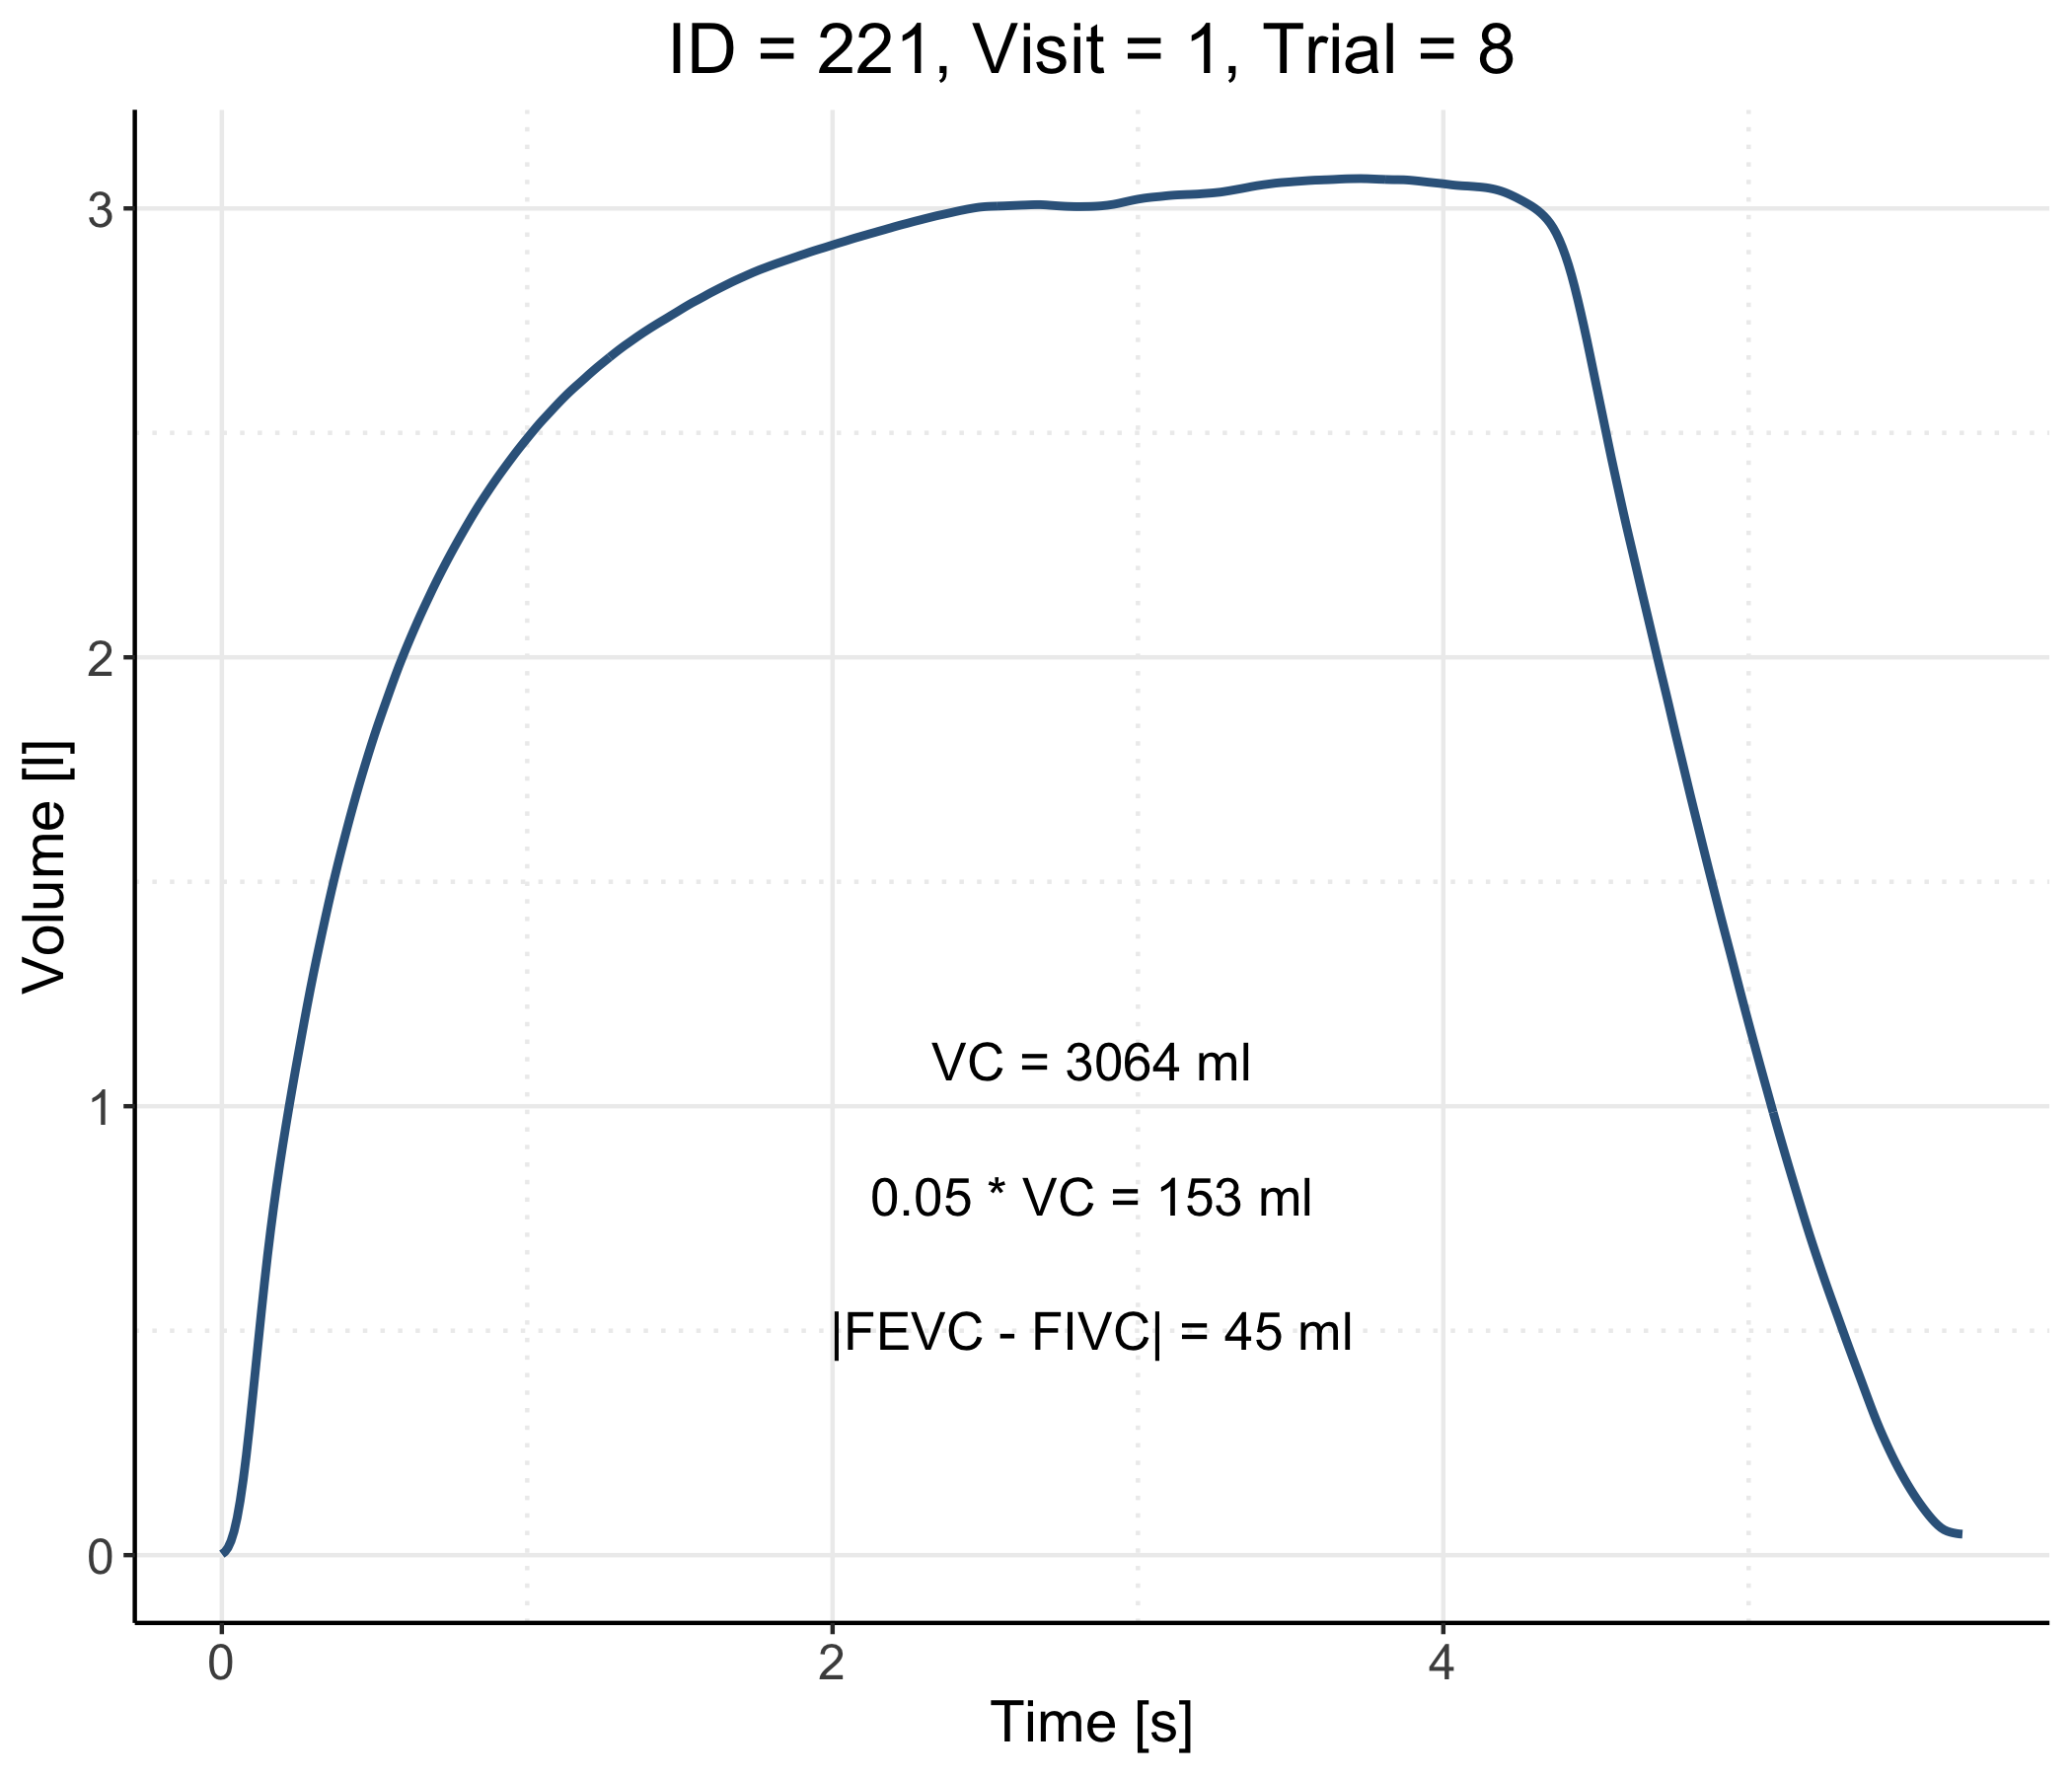 ID = 221, Visit = 1, Trial = 8
3
2
1
0
Volume [l]
VC = 3064 ml
0.05 * VC = 153 ml
|FEVC - FIVC| = 45 ml
0 2 4
Time [s]